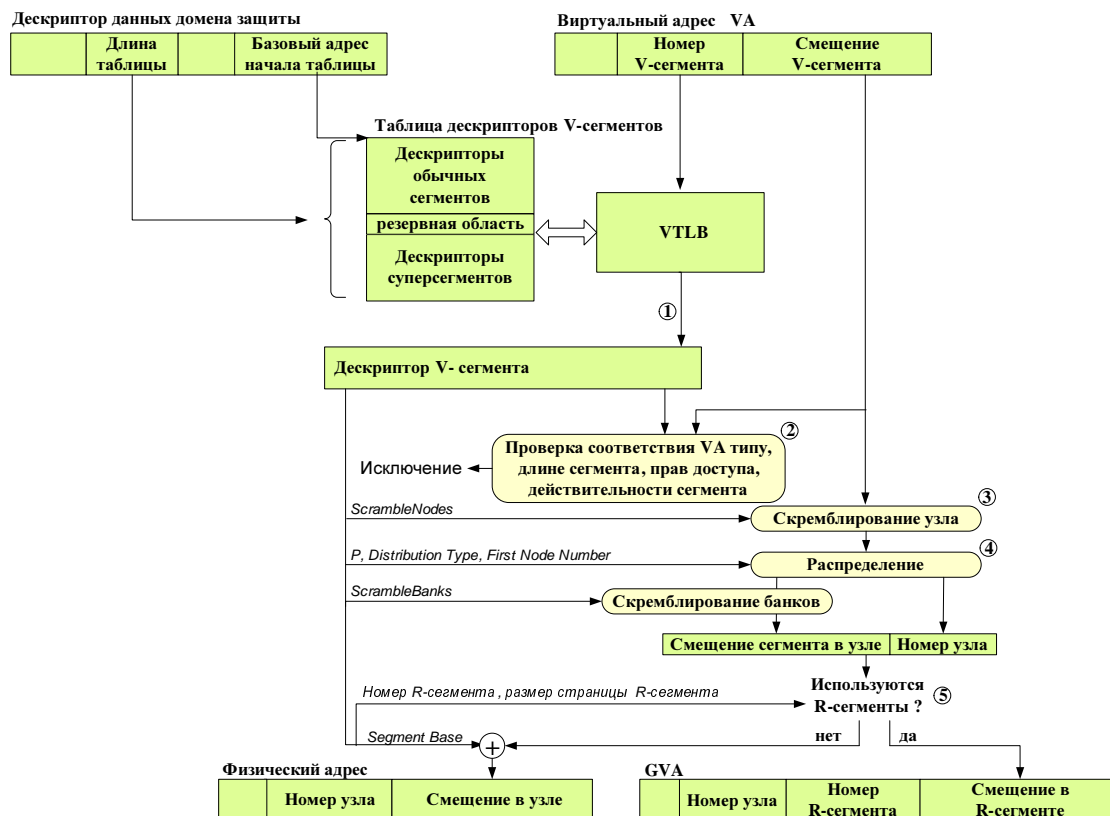 Дескриптор данных домена защиты
Виртуальный адрес VA
Длина
таблицы
Базовый адрес
начала таблицы
Номер
V-сегмента
Смещение
V-сегмента
Таблица дескрипторов V-сегментов
Дескрипторы
обычных
сегментов
резервная область
Дескрипторы
суперсегментов
VTLB
1
Дескриптор V- сегмента
2
Проверка соответствия VA типу,
длине сегмента, прав доступа,
действительности сегмента
Исключение
3
ScrambleNodes
Скремблирование узла
4
P, Distribution Type, First Node Number
Распределение
ScrambleBanks
Скремблирование банков
Смещение сегмента в узле
Номер узла
Используются
R-сегменты ?
5
Номер R-сегмента , размер страницы R-сегмента
нет
да
Segment Base
+
Физический адрес
GVA
Номер узла
Смещение в узле
Номер узла
Номер
R-сегмента
Смещение в
R-сегменте